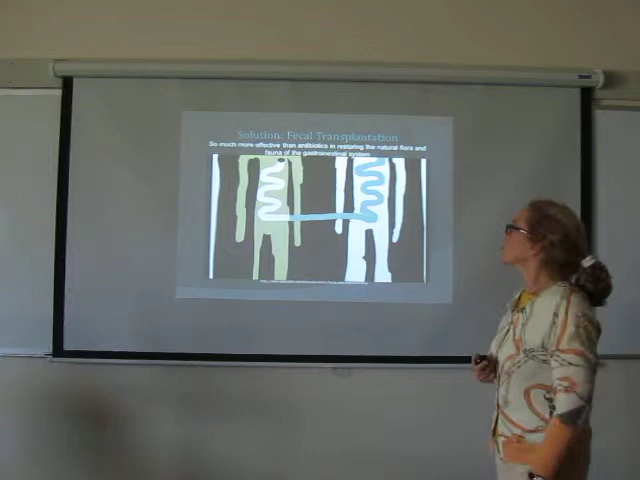 Solution: Fecal Transplantation
So much more effective than antibiotics in restoring the natural flora and
fauna of the gastrointestinal system